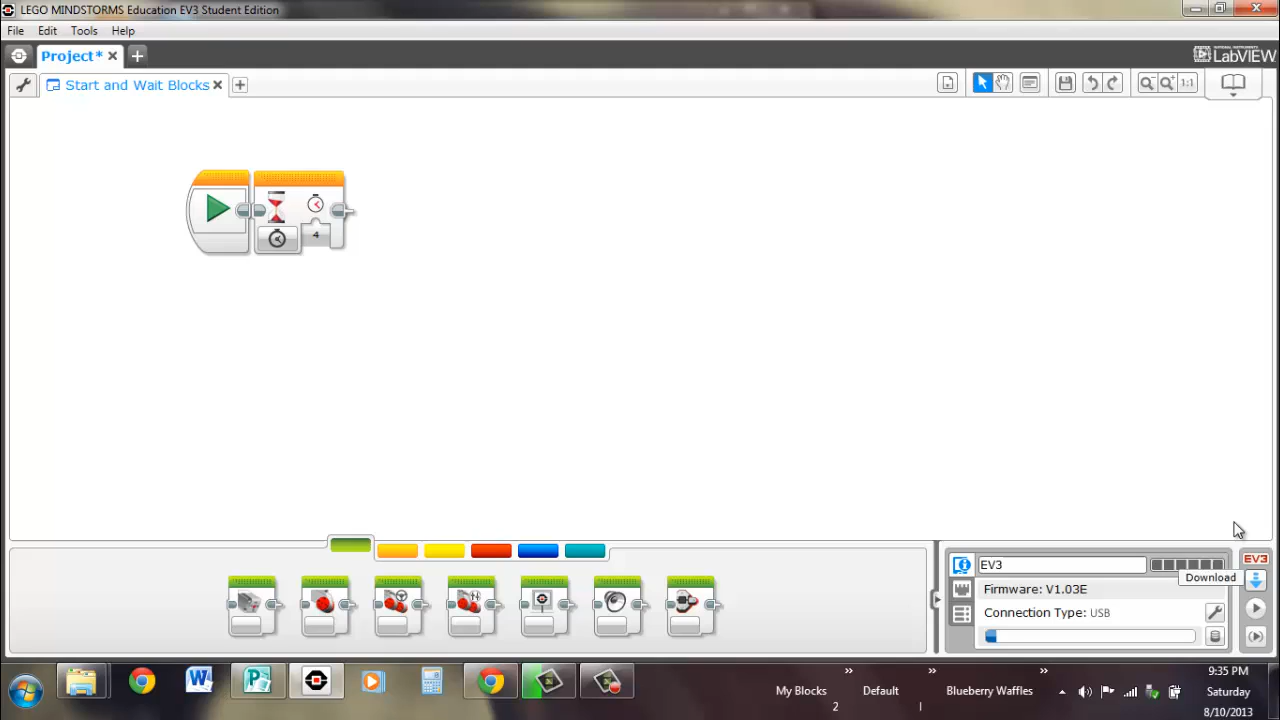 LEGO MINDSTORMS Education EV3 Student Edition
File Edit Tools Help
Project*
LabVIEW
Start and Wait Blocks
1:1
4
EV3
EV3
Download
Firmware: V1.03E
Connection Type: USB
9:35 PM
My Blocks Default Blueberry Waffles
Saturday
2
8/10/2013